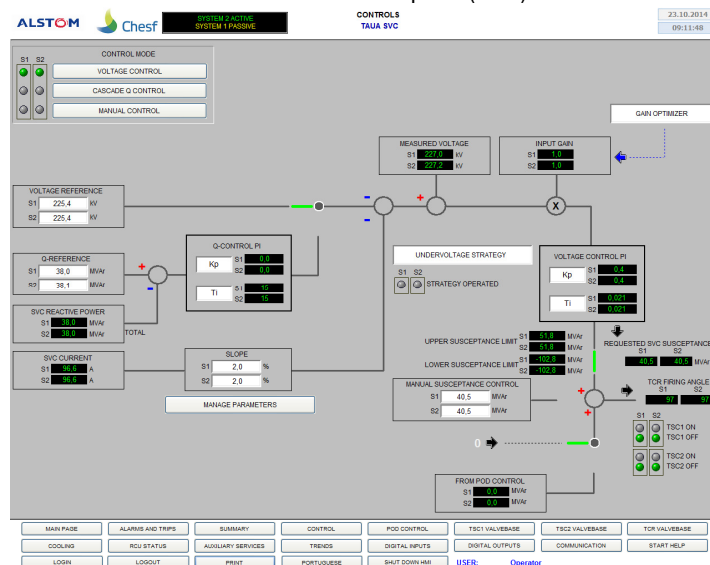 ALSTOM
Chesf
SYSTEM 2 ACTIVE
SYSTEM 1 PASSIVE
CONTROLS
TAUA SVC
23.10.2014
09:11:48
CONTROL MODE
S1 S2
VOLTAGE CONTROL
CASCADE Q CONTROL
MANUAL CONTROL
GAIN OPTIMIZER
MEASURED VOLTAGE
S1 227,0 kV
S2 227,2 kV
INPUT GAIN
S1 1,0
S2 1,0
X
VOLTAGE REFERENCE
S1 225,4 kV
S2 225,4 kV
Q-REFERENCE
S1 38,0 MVAr
S2 38,1 MVAr
Q-CONTROL PI
Kp S1 0,0
S2 0,0
Ti S1 15
S2 15
UNDERVOLTAGE STRATEGY
S1 S2
STRATEGY OPERATED
VOLTAGE CONTROL PI
Kp S1 0,4
S2 0,4
Ti S1 0,021
S2 0,021
SVC REACTIVE POWER
S1 38,0 MVAr
S2 38,0 MVAr
TOTAL
SVC CURRENT
S1 96,6 A
S2 96,6 A
SLOPE
S1 2,0 %
S2 2,0 %
MANAGE PARAMETERS
UPPER SUSCEPTANCE LIMIT S1 51,8 MVAr
S2 51,8 MVAr
LOWER SUSCEPTANCE LIMIT S1 -102,8 MVAr
S2 -102,8 MVAr
REQUESTED SVC SUSCEPTANCE
S1 S2
40,5 40,5 MVAr
MANUAL SUSCEPTANCE CONTROL
S1 40,5 MVAr
S2 40,5 MVAr
TCR FIRING ANGLE
S1 S2
97 97
S1 S2
TSC1 ON
TSC1 OFF
TSC2 ON
TSC2 OFF
0
FROM POD CONTROL
S1 0,0 MVAr
S2 0,0 MVAr
MAIN PAGE ALARMS AND TRIPS SUMMARY CONTROL POD CONTROL TSC1 VALVEBASE TSC2 VALVEBASE TCR VALVEBASE
COOLING RCU STATUS AUXILIARY SERVICES TRENDS DIGITAL INPUTS DIGITAL OUTPUTS COMMUNICATION START HELP
LOGIN LOGOUT PRINT PORTUGUESE SHUT DOWN HMI USER: Operator